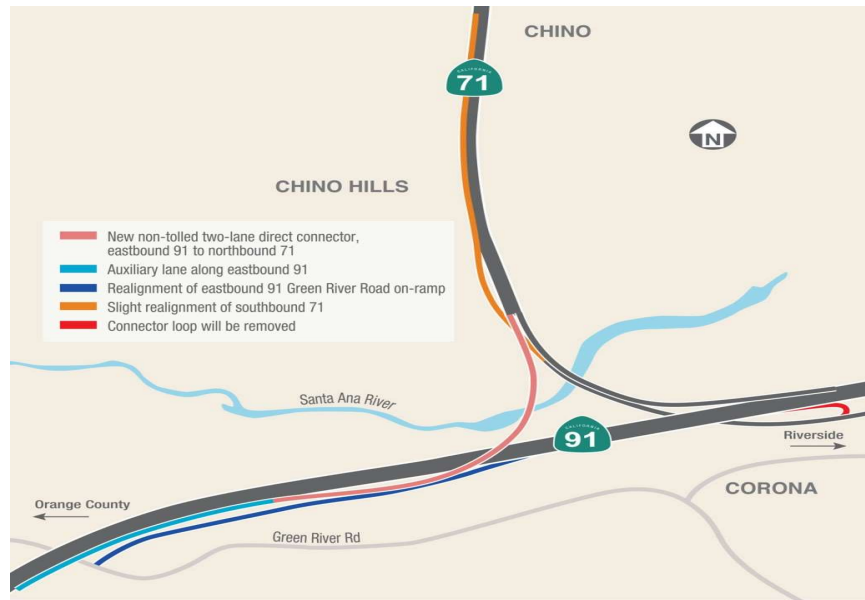 CHINO
CALIFORNIA
71
N
CHINO HILLS
New non-tolled two-lane direct connector,
eastbound 91 to northbound 71
Auxiliary lane along eastbound 91
Realignment of eastbound 91 Green River Road on-ramp
Slight realignment of southbound 71
Connector loop will be removed
Santa Ana River
CALIFORNIA
91
Riverside
CORONA
Orange County
Green River Rd